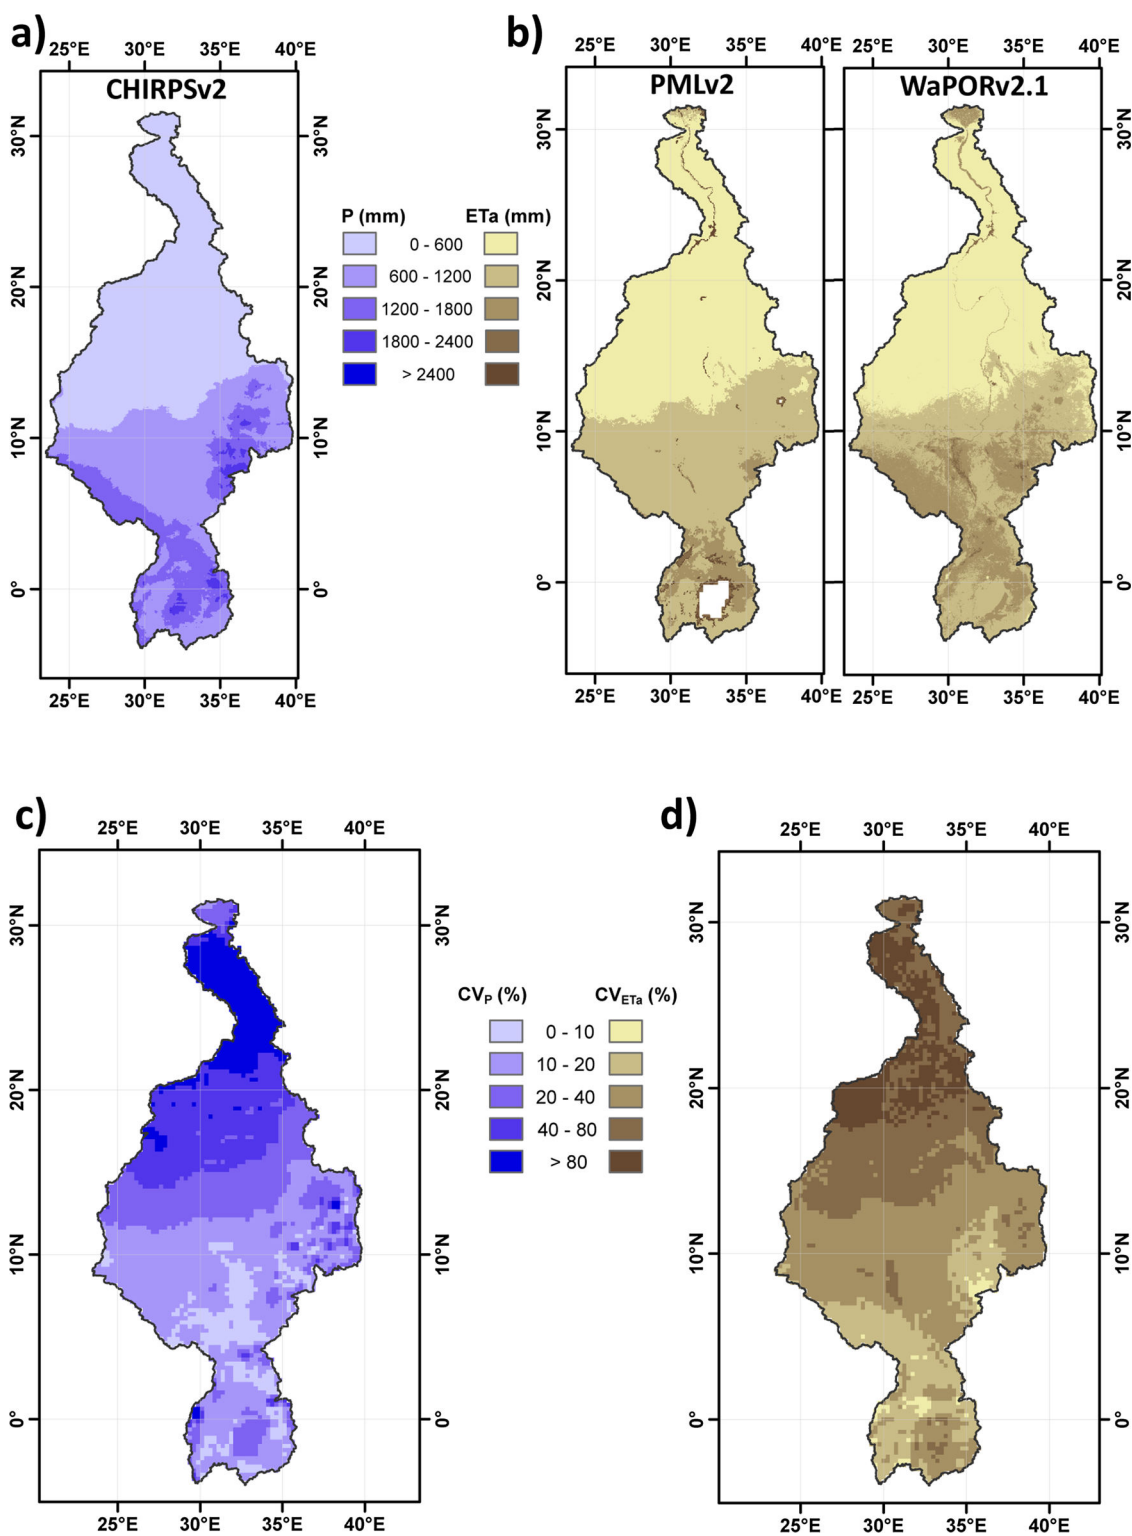 a)
25°E 30°E 35°E 40°E
CHIRPSv2
30°N 30°N
20°N 20°N
10°N 10°N
0° 0°
25°E 30°E 35°E 40°E
P (mm) ETa (mm)
0 - 600
600 - 1200
1200 - 1800
1800 - 2400
> 2400
b)
25°E 30°E 35°E 40°E 25°E 30°E 35°E 40°E
PMLv2 WaPORv2.1
30°N 30°N
20°N 20°N
10°N 10°N
0° 0°
25°E 30°E 35°E 40°E 25°E 30°E 35°E 40°E
c)
25°E 30°E 35°E 40°E
30°N 30°N
20°N 20°N
10°N 10°N
0° 0°
25°E 30°E 35°E 40°E
CVP (%) CVETa (%)
0 - 10
10 - 20
20 - 40
40 - 80
> 80
d)
25°E 30°E 35°E 40°E
30°N 30°N
20°N 20°N
10°N 10°N
0° 0°
25°E 30°E 35°E 40°E